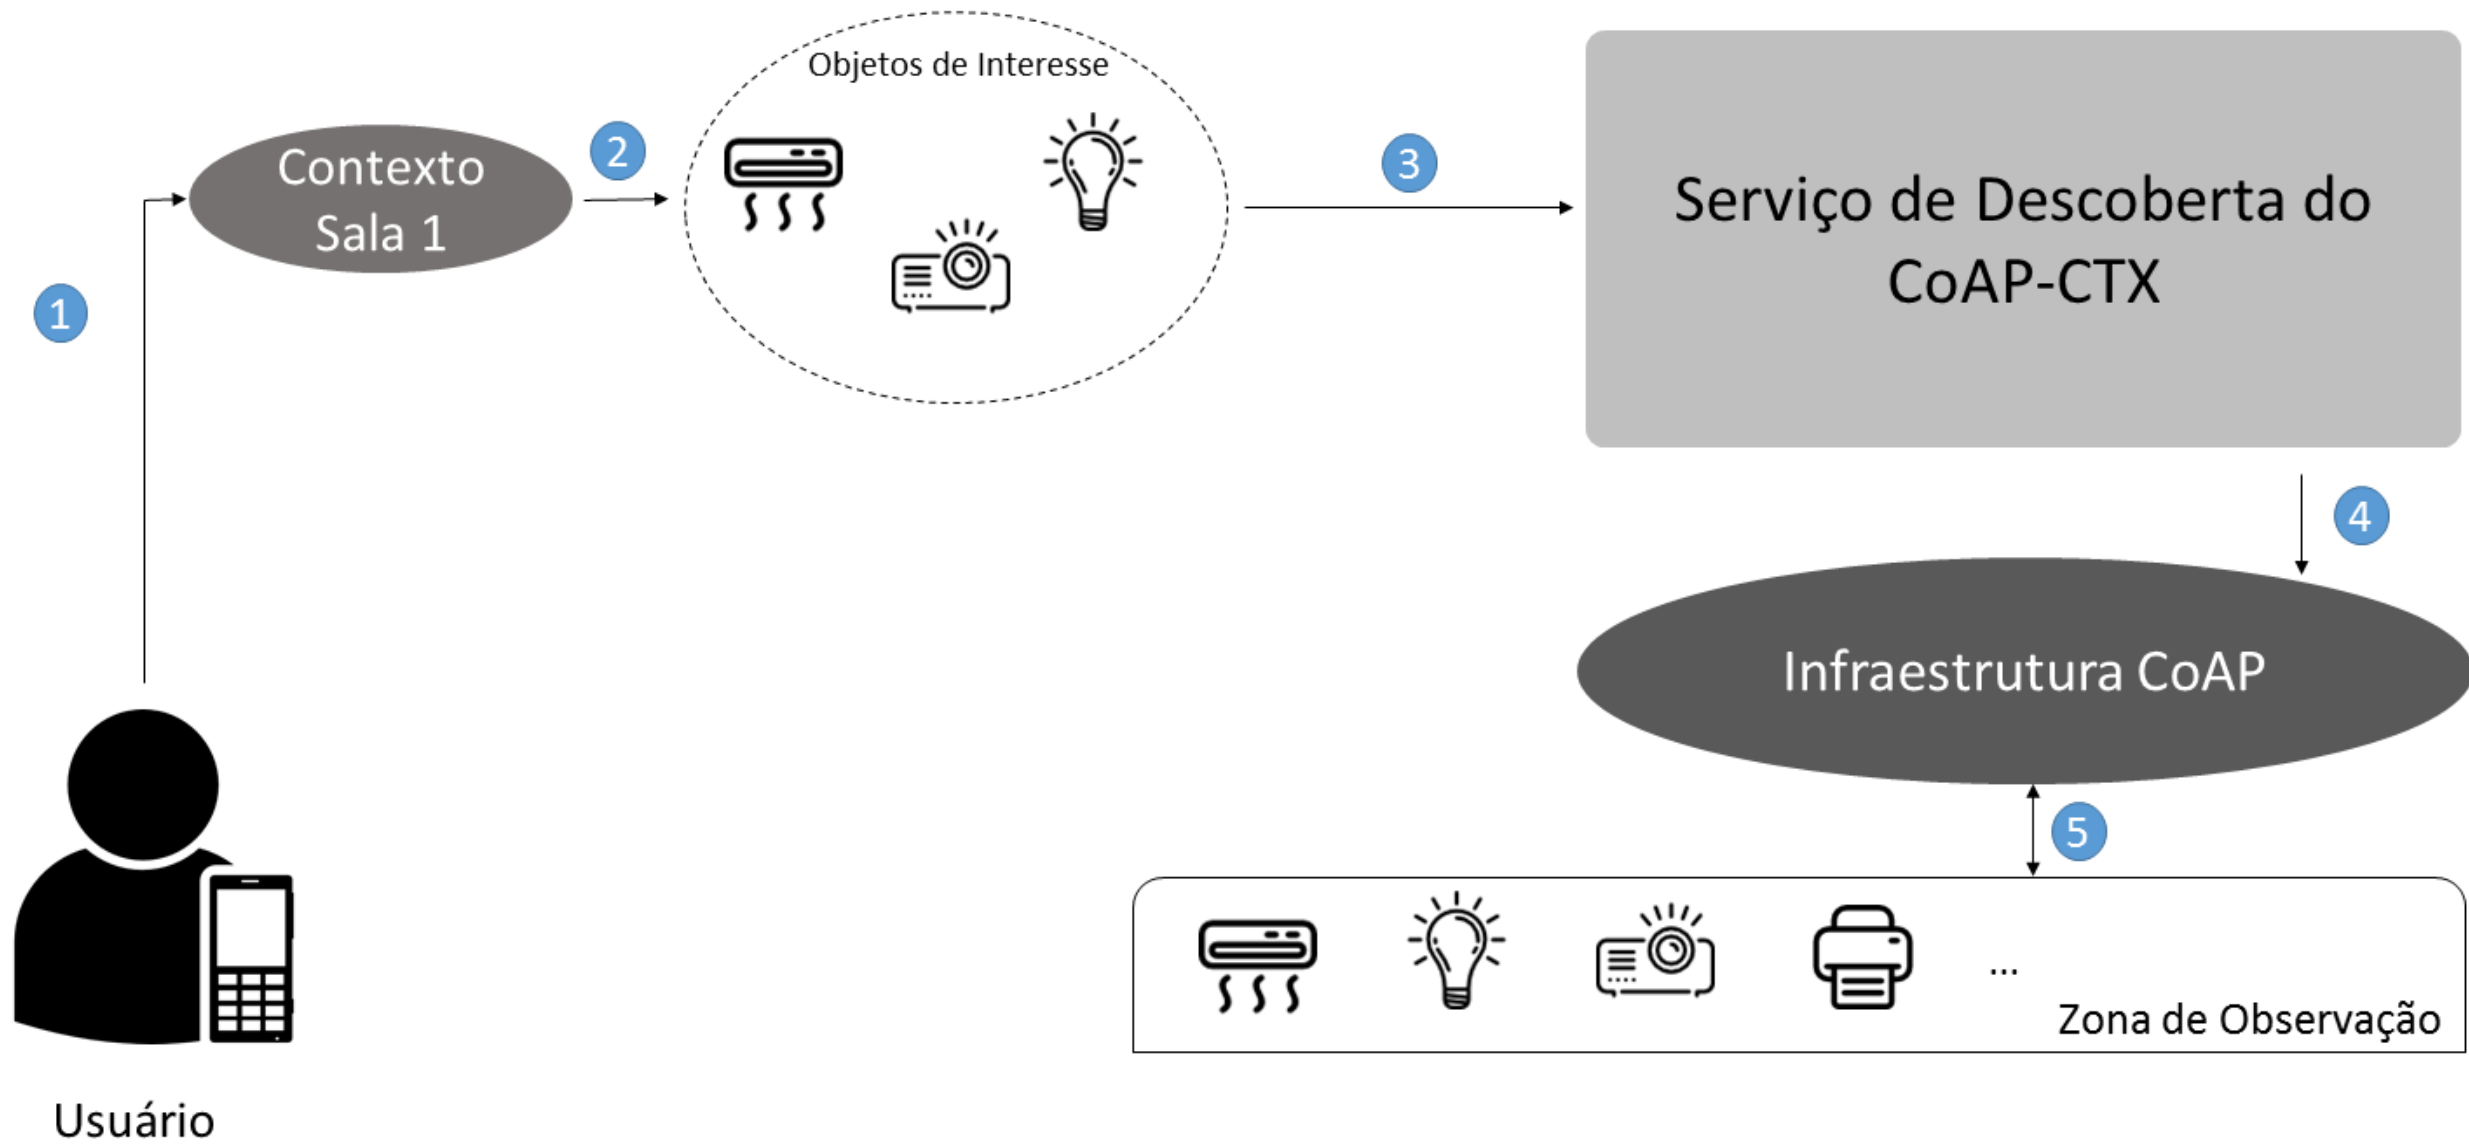 Objetos de Interesse
Contexto
Sala 1
1
2
3
Serviço de Descoberta do
CoAP-CTX
4
Infraestrutura CoAP
5
...
Zona de Observação
Usuário